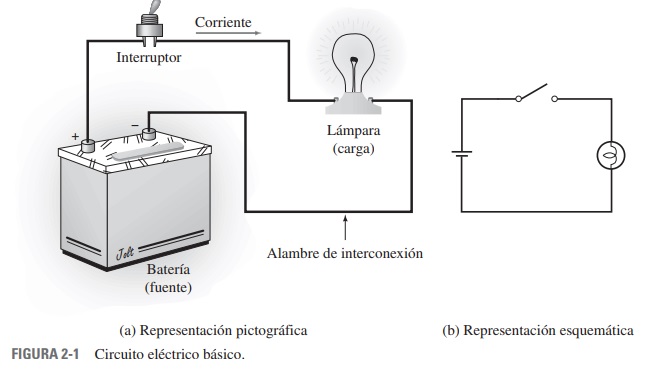 Corriente
Interruptor
+
−
Lámpara
(carga)
Jolt
Alambre de interconexión
Batería
(fuente)
(a) Representación pictográfica
(b) Representación esquemática
FIGURA 2-1 Circuito eléctrico básico.